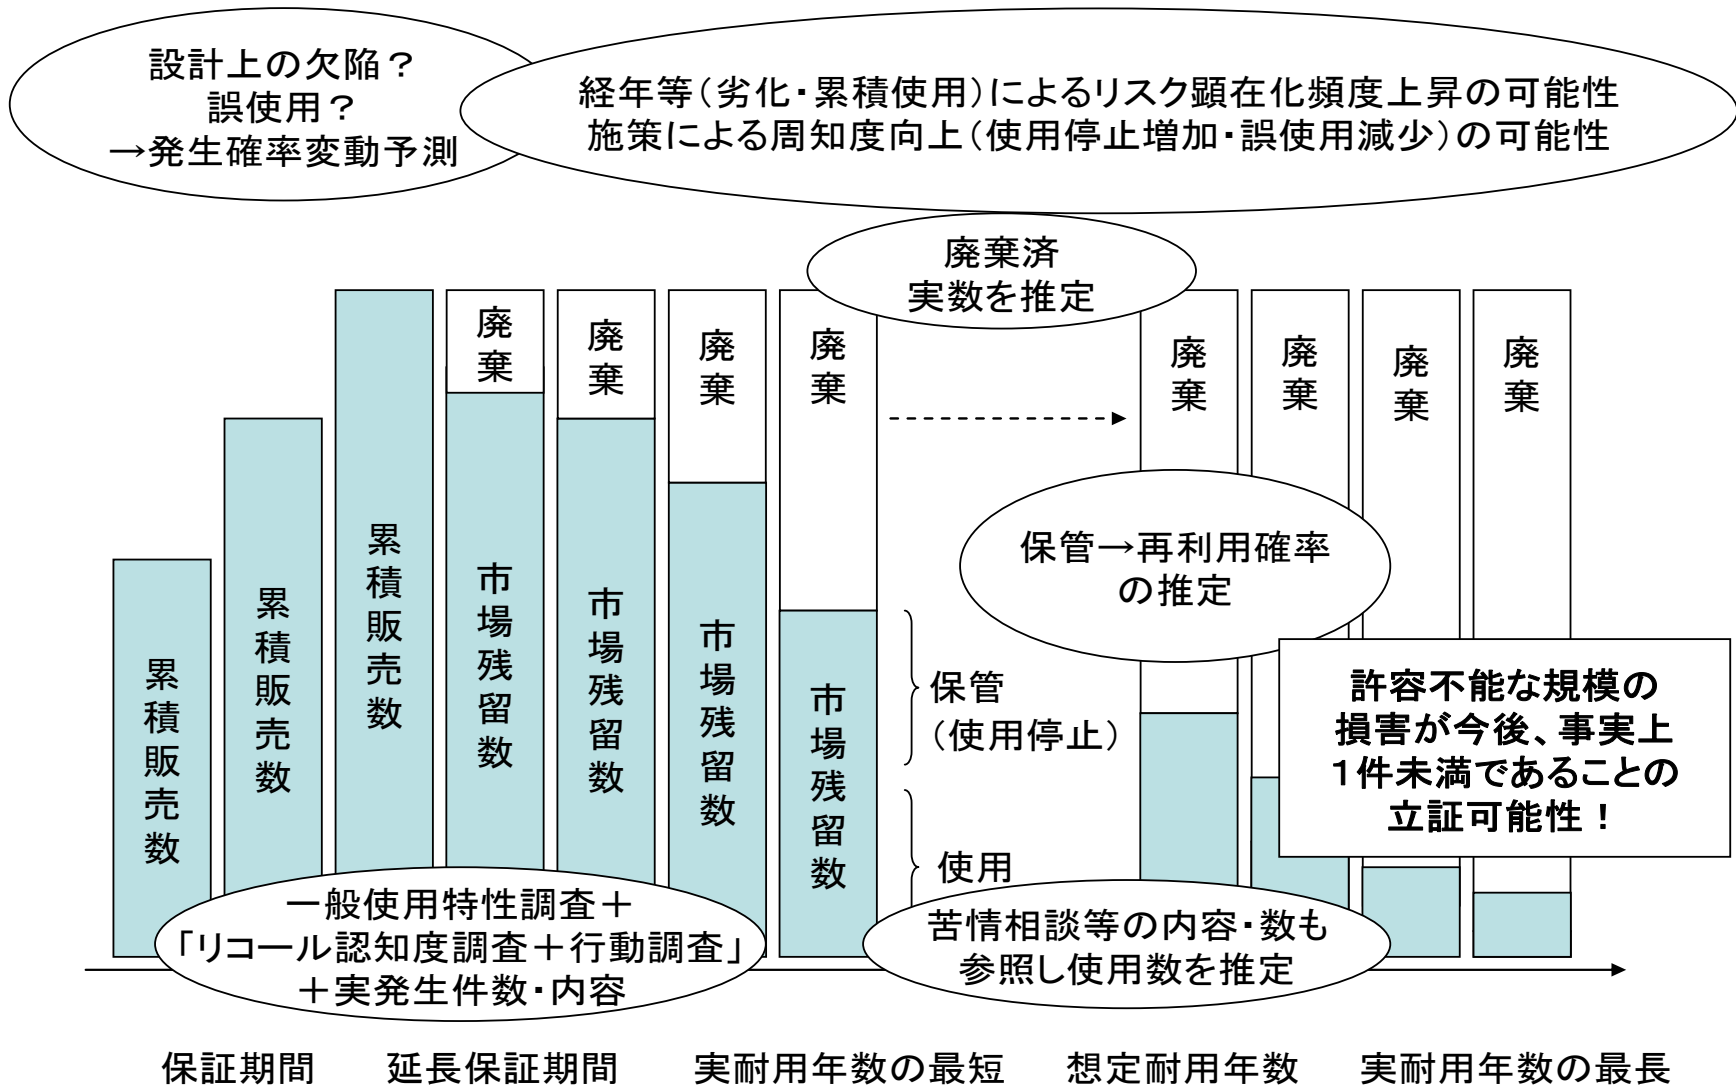 設計上の欠陥?
誤使用?
→発生確率変動予測
経年等(劣化・累積使用)によるリスク顕在化頻度上昇の可能性
施策による周知度向上(使用停止増加・誤使用減少)の可能性
廃棄済
実数を推定
累積販売数
累積販売数
累積販売数
廃棄
市場残留数
廃棄
市場残留数
廃棄
市場残留数
廃棄
市場残留数
保管
(使用停止)
使用
廃棄
廃棄
廃棄
廃棄
保管→再利用確率
の推定
許容不能な規模の
損害が今後、事実上
1件未満であることの
立証可能性!
一般使用特性調査+
「リコール認知度調査+行動調査」
+実発生件数・内容
苦情相談等の内容・数も
参照し使用数を推定
保証期間
延長保証期間
実耐用年数の最短
想定耐用年数
実耐用年数の最長